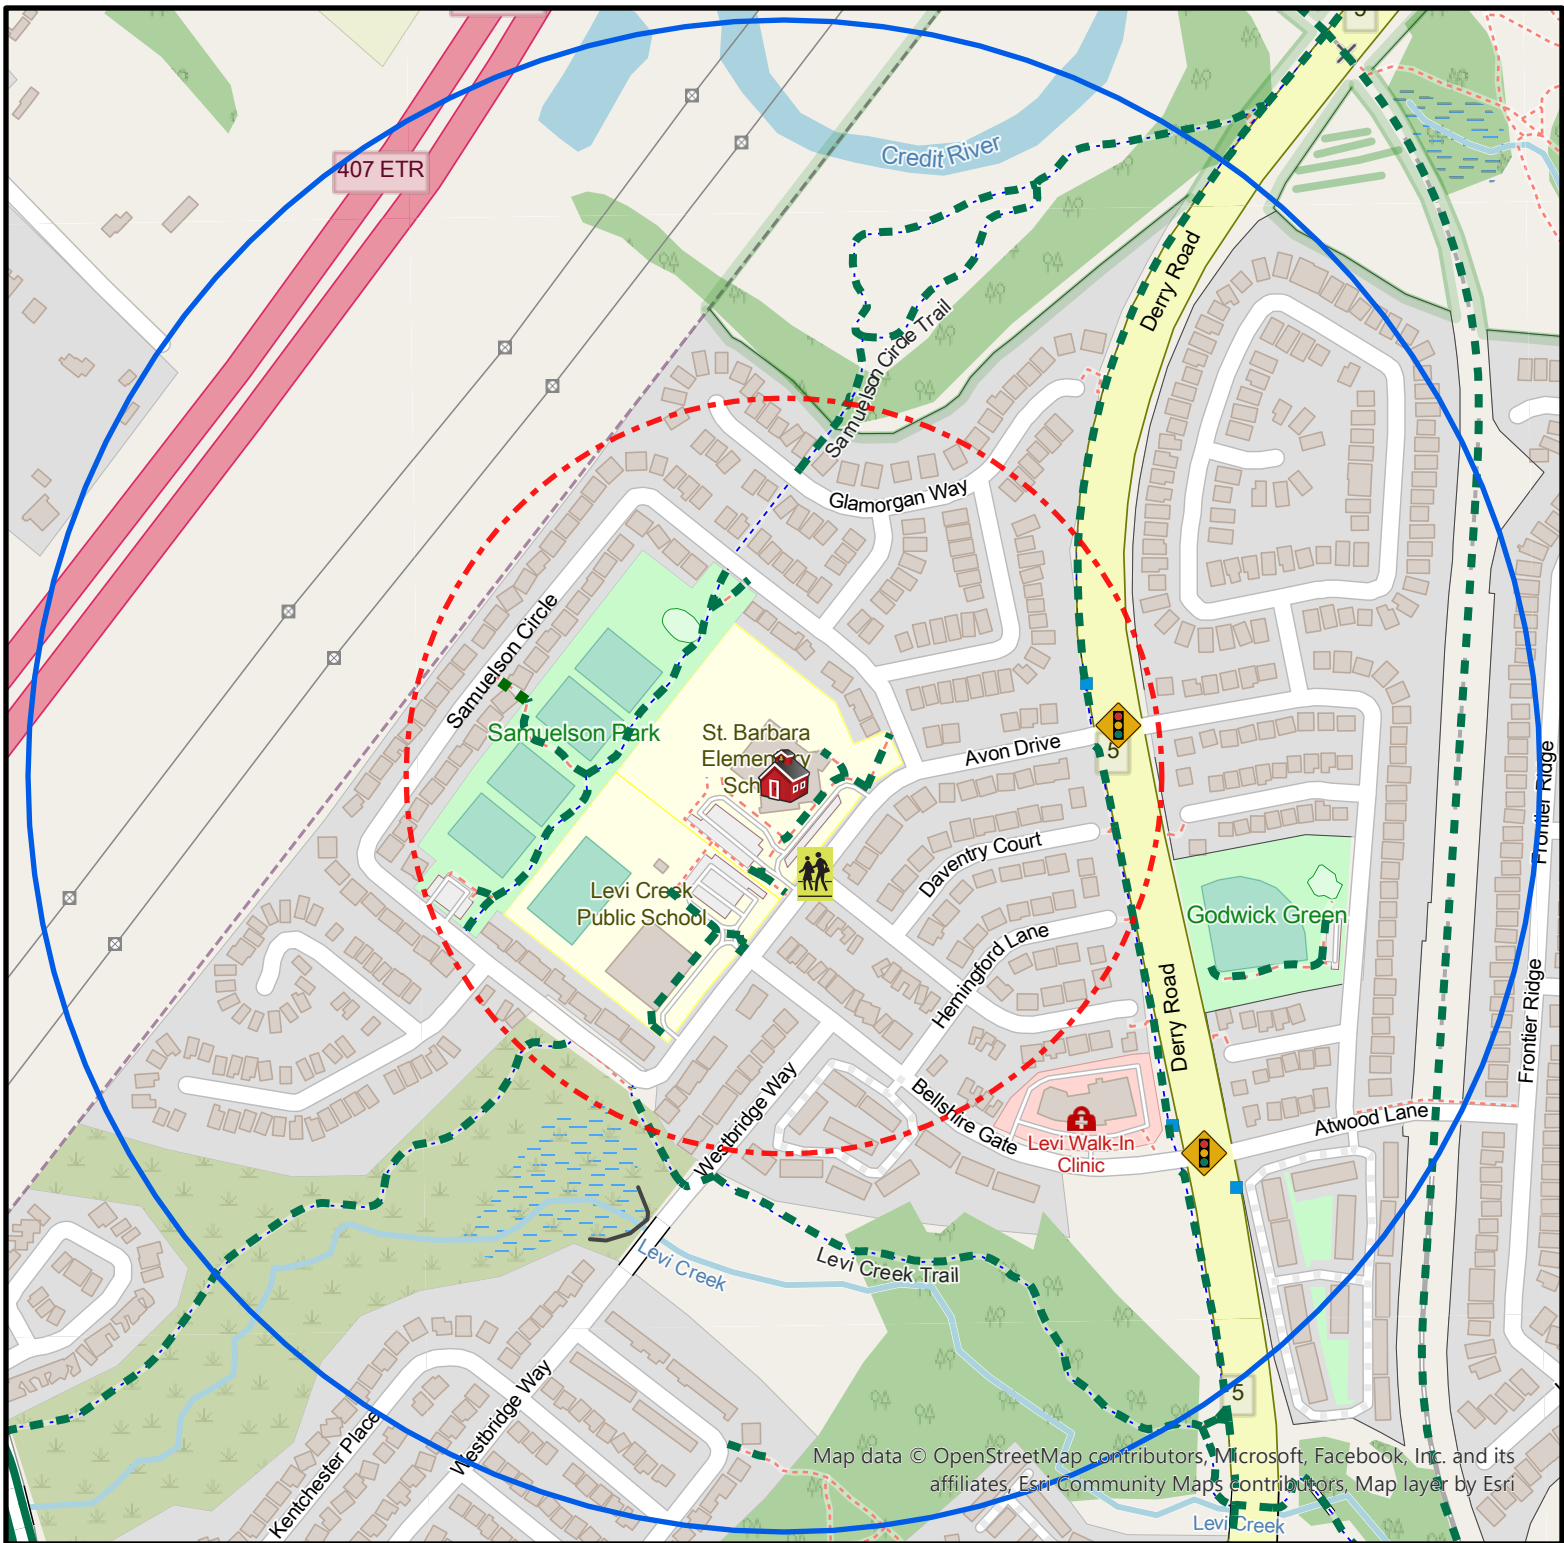 5
407 ETR
Credit River
Derry Road
Samuelson Circle Trail
Glamorgan Way
Samuelson Circle
Samuelson Park
St. Barbara
Elementary
Sch
Avon Drive
5
Frontier Ridge
Daventry Court
Levi Creek
Public School
Godwick Green
Hemingford Lane
Derry Road
Frontier Ridge
Westbridge Way
Bellshire Gate
Atwood Lane
Levi Walk-In
Clinic
Levi Creek
Levi Creek Trail
5
Kentchester Place
Westbridge Way
Map data © OpenStreetMap contributors, Microsoft, Facebook, Inc. and its
affiliates, Esri Community Maps contributors, Map layer by Esri
Levi Creek